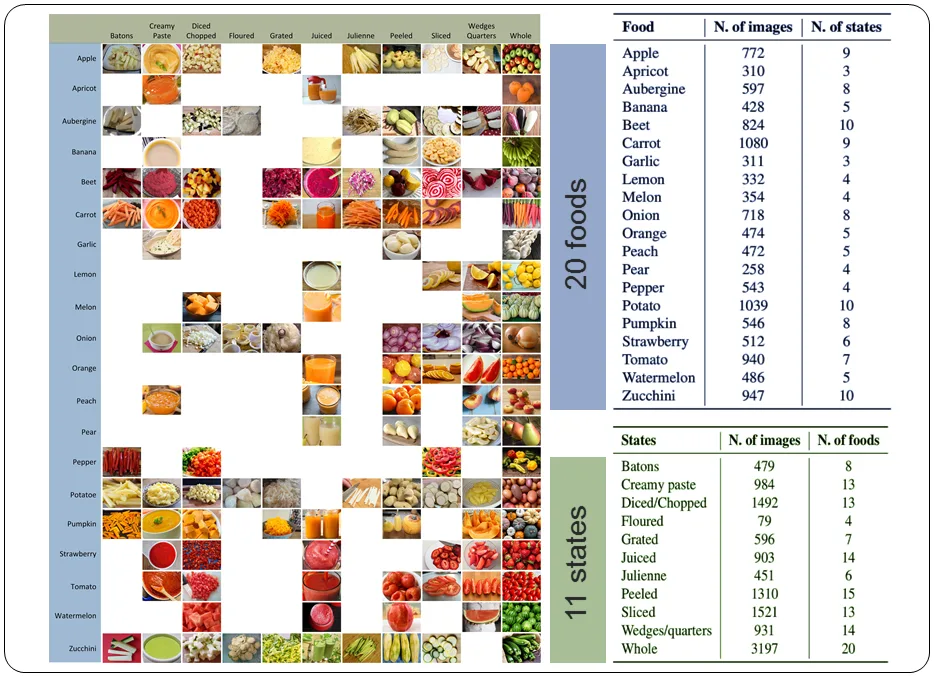 Batons Creamy Paste Diced Chopped Floured Grated Juiced Julienne Peeled Sliced Wedges Quarters Whole
Apple
Apricot
Aubergine
Banana
Beet
Carrot
Garlic
Lemon
Melon
Onion
Orange
Peach
Pear
Pepper
Potatoe
Pumpkin
Strawberry
Tomato
Watermelon
Zucchini
20 foods
11 states
Food N. of images N. of states
Apple 772 9
Apricot 310 3
Aubergine 597 8
Banana 428 5
Beet 824 10
Carrot 1080 9
Garlic 311 3
Lemon 332 4
Melon 354 4
Onion 718 8
Orange 474 5
Peach 472 5
Pear 258 4
Pepper 543 4
Potato 1039 10
Pumpkin 546 8
Strawberry 512 6
Tomato 940 7
Watermelon 486 5
Zucchini 947 10
States N. of images N. of foods
Batons 479 8
Creamy paste 984 13
Diced/Chopped 1492 13
Floured 79 4
Grated 596 7
Juiced 903 14
Julienne 451 6
Peeled 1310 15
Sliced 1521 13
Wedges/quarters 931 14
Whole 3197 20